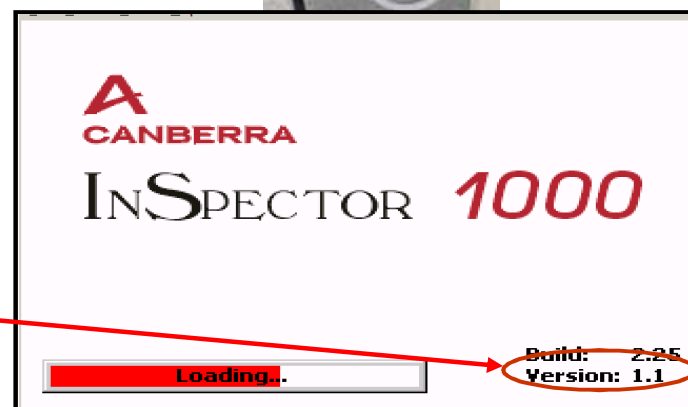 CANBERRA
INSPECTOR 1000
Build: 2.25
Loading...
Version: 1.1